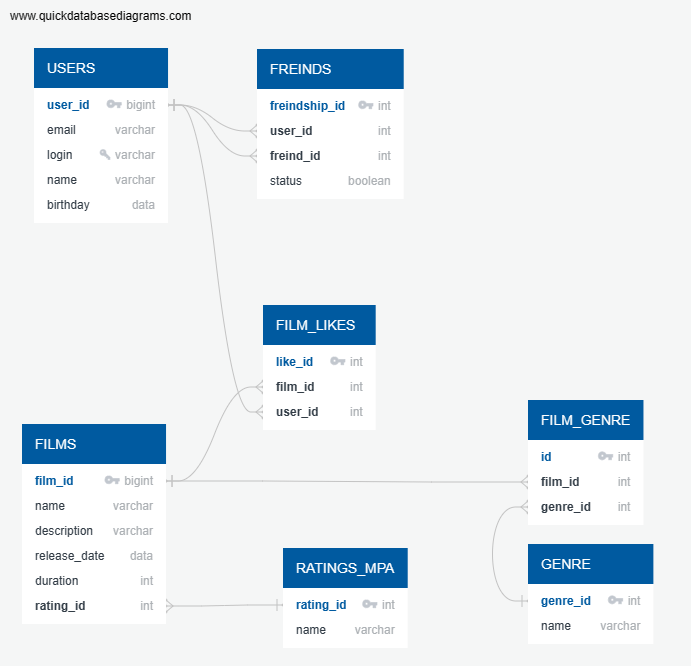 www.quickdatabasediagrams.com
USERS
user_id bigint
email varchar
login varchar
name varchar
birthday data
FREINDS
freindship_id int
user_id int
freind_id int
status boolean
FILM_LIKES
like_id int
film_id int
user_id int
FILMS
film_id bigint
name varchar
description varchar
release_date data
duration int
rating_id int
RATINGS_MPA
rating_id int
name varchar
FILM_GENRE
id int
film_id int
genre_id int
GENRE
genre_id int
name varchar